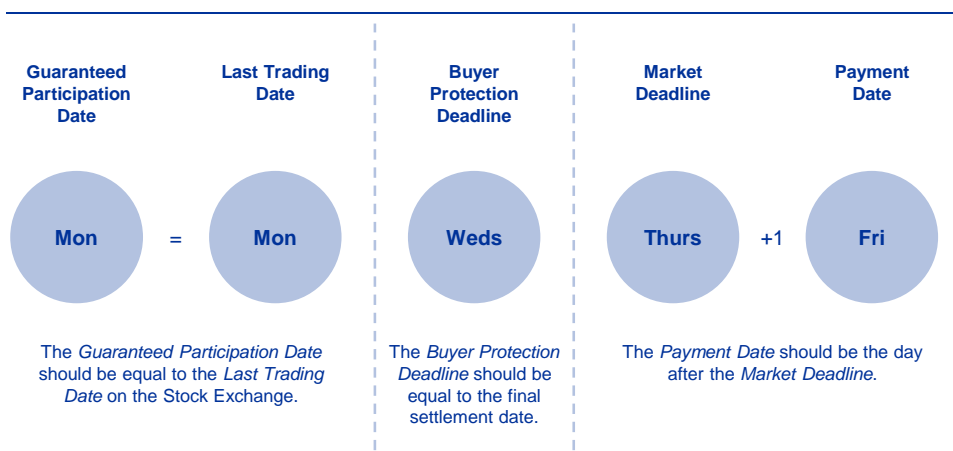 Guaranteed
Participation
Date
Last Trading
Date
Buyer
Protection
Deadline
Market
Deadline
Payment
Date
Mon
=
Mon
Weds
Thurs
+1
Fri
The Guaranteed Participation Date
should be equal to the Last Trading
Date on the Stock Exchange.
The Buyer Protection
Deadline should be
equal to the final
settlement date.
The Payment Date should be the day
after the Market Deadline.